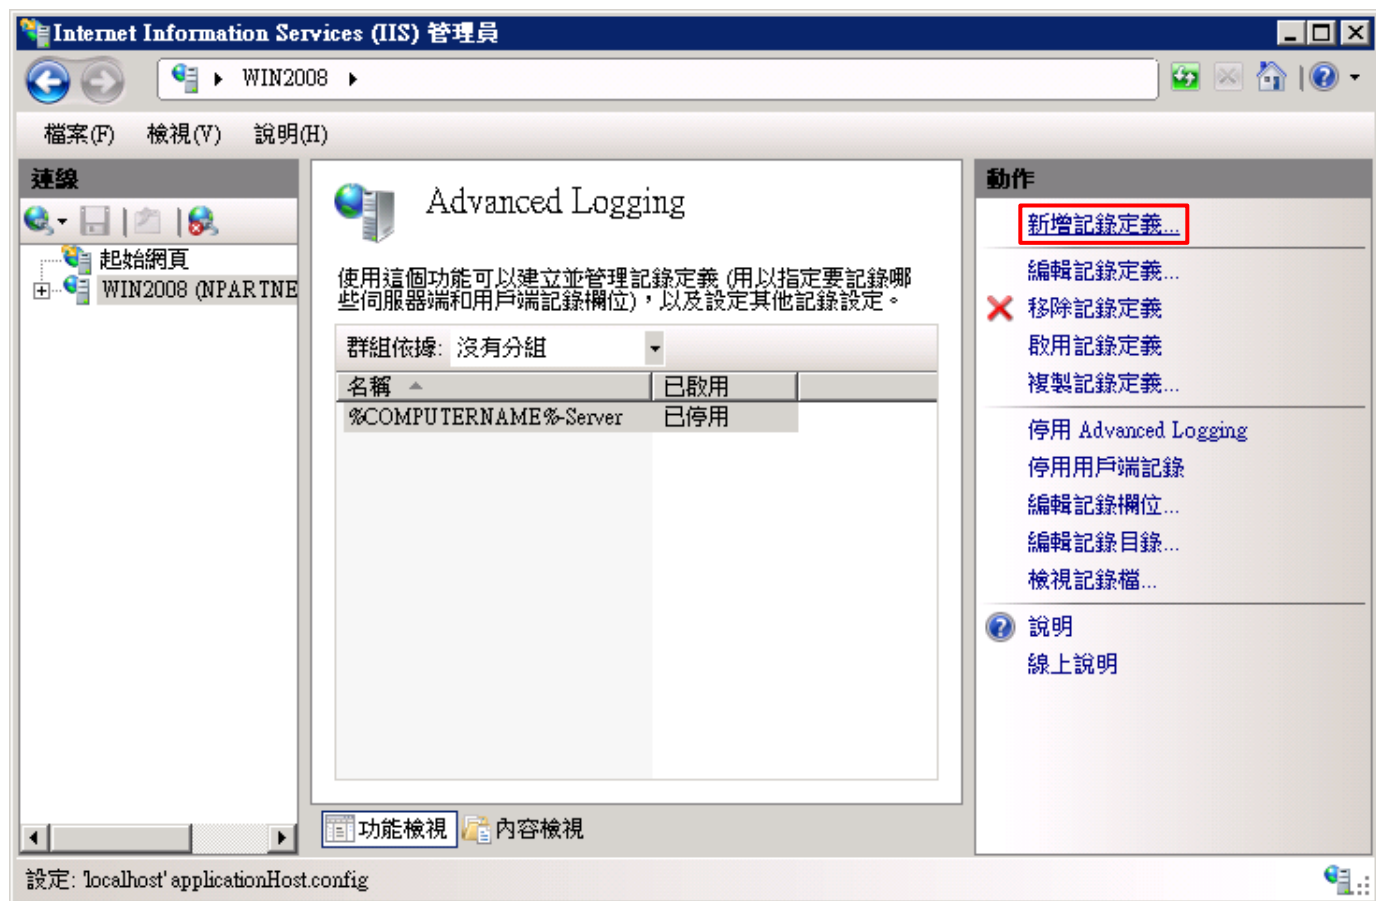 Internet Information Services (IIS) 管理員
WIN2008
檔案(F) 檢視(V) 說明(H)
連線
起始網頁
WIN2008 (NPARTNE
Advanced Logging
使用這個功能可以建立並管理記錄定義 (用以指定要記錄哪
些伺服器端和用戶端記錄欄位)，以及設定其他記錄設定。
群組依據: 沒有分組
名稱 已啟用
%COMPUTERNAME%-Server 已停用
功能檢視 內容檢視
動作
新增記錄定義...
編輯記錄定義...
移除記錄定義
啟用記錄定義
複製記錄定義...
停用 Advanced Logging
停用用戶端記錄
編輯記錄欄位...
編輯記錄目錄...
檢視記錄檔...
說明
線上說明
設定: 'localhost' applicationHost.config